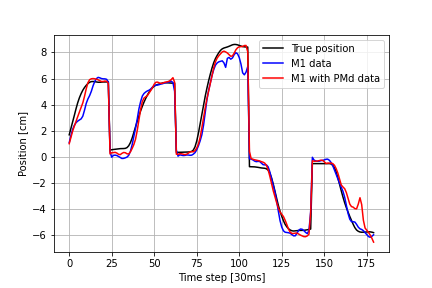 8
6
4
2
0
−2
−4
−6
Position [cm]
True position
M1 data
M1 with PMd data
0 25 50 75 100 125 150 175
Time step [30ms]